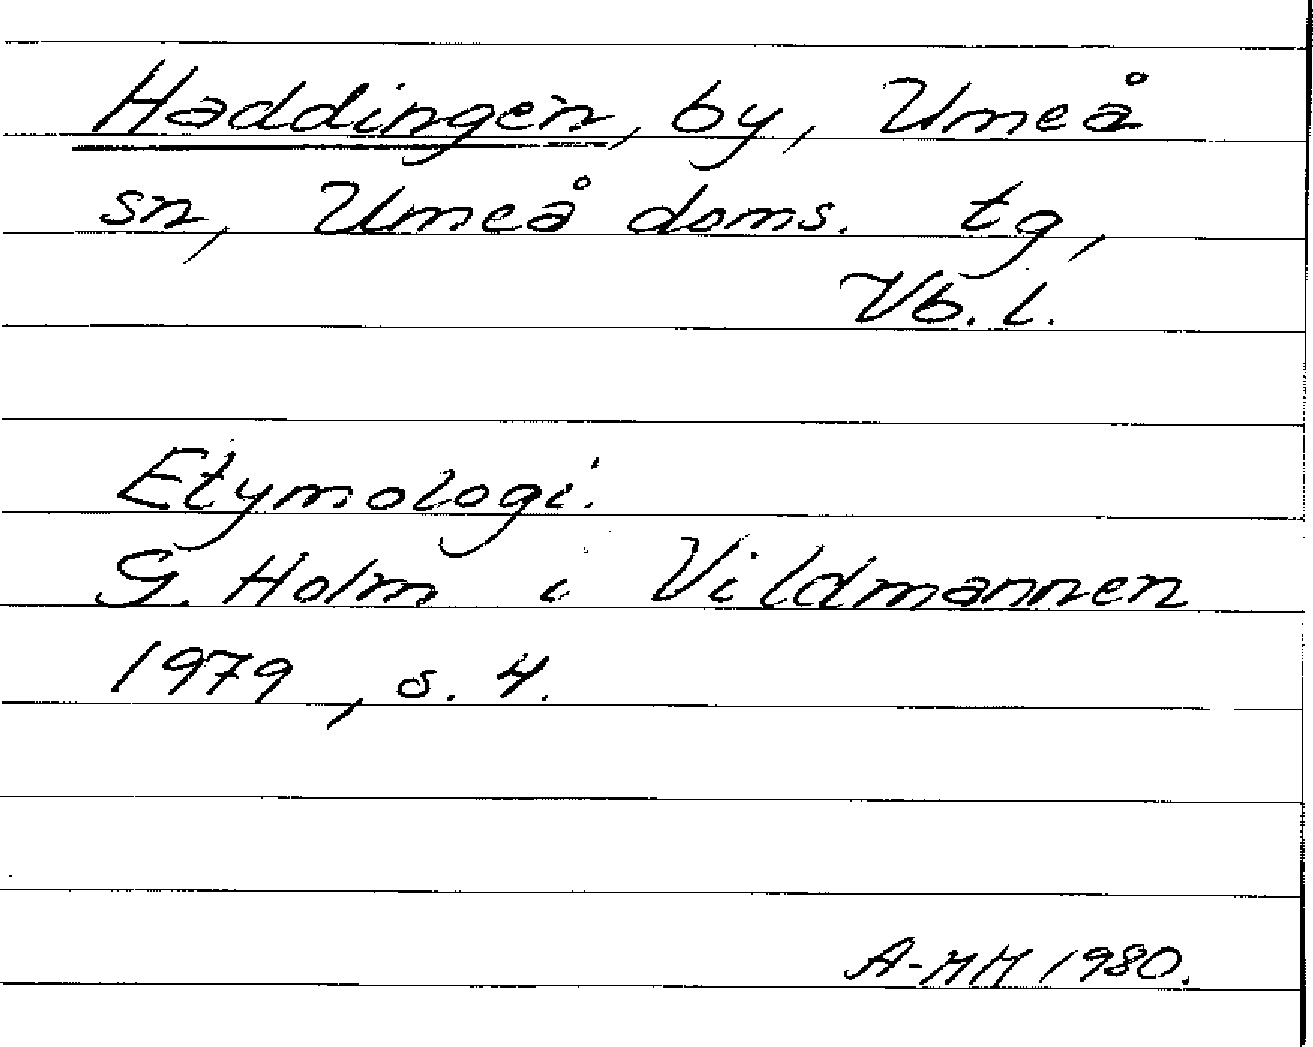 Haddingen, by, Umeå
sn, Umeå doms. tg,
Vb. l.
Etymologi:
G. Holm i Vildmannen
1979, s. 4.
A-MH 1980.